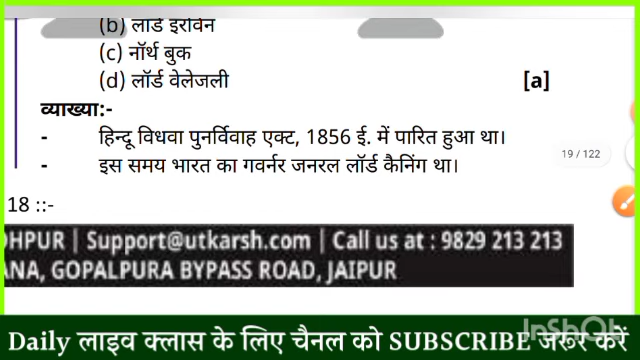 (b) लॉर्ड इरविन
(c) नॉर्थ बुक
(d) लॉर्ड वेलेजली [a]
व्याख्या:-
- हिन्दू विधवा पुनर्विवाह एक्ट, 1856 ई. में पारित हुआ था।
- इस समय भारत का गवर्नर जनरल लॉर्ड कैनिंग था।
19 / 122
18 ::-
DHPUR | Support@utkarsh.com | Call us at : 9829 213 213
ANA, GOPALPURA BYPASS ROAD, JAIPUR
InShOt
Daily लाइव क्लास के लिए चैनल को SUBSCRIBE जरूर करें